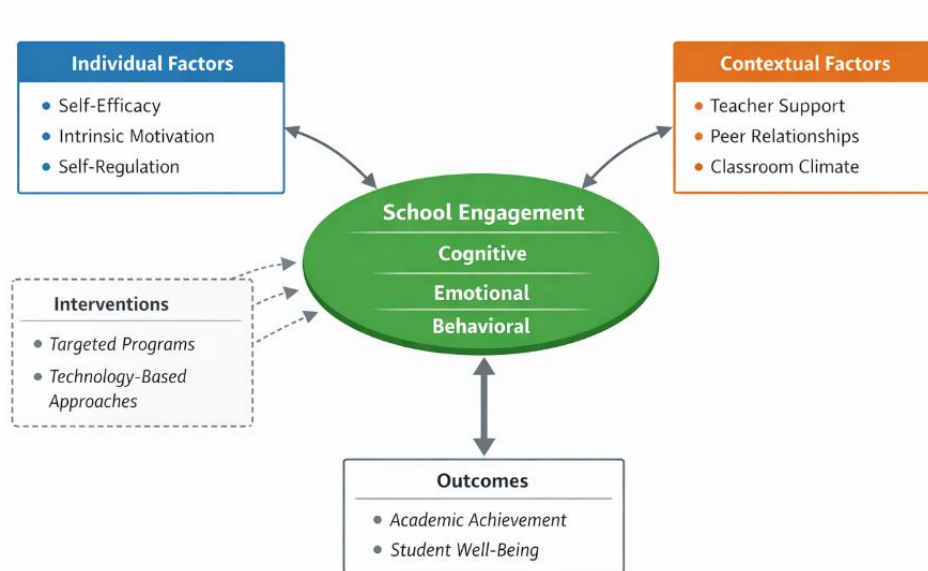 Individual Factors
Self-Efficacy
Intrinsic Motivation
Self-Regulation
Contextual Factors
Teacher Support
Peer Relationships
Classroom Climate
School Engagement
Cognitive
Emotional
Behavioral
Interventions
Targeted Programs
Technology-Based
Approaches
Outcomes
Academic Achievement
Student Well-Being